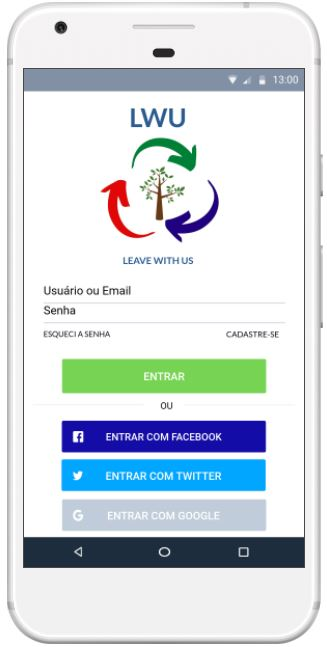 13:00
LWU
LEAVE WITH US
Usuário ou Email
Senha
ESQUECI A SENHA CADASTRE-SE
ENTRAR
OU
ENTRAR COM FACEBOOK
ENTRAR COM TWITTER
G ENTRAR COM GOOGLE